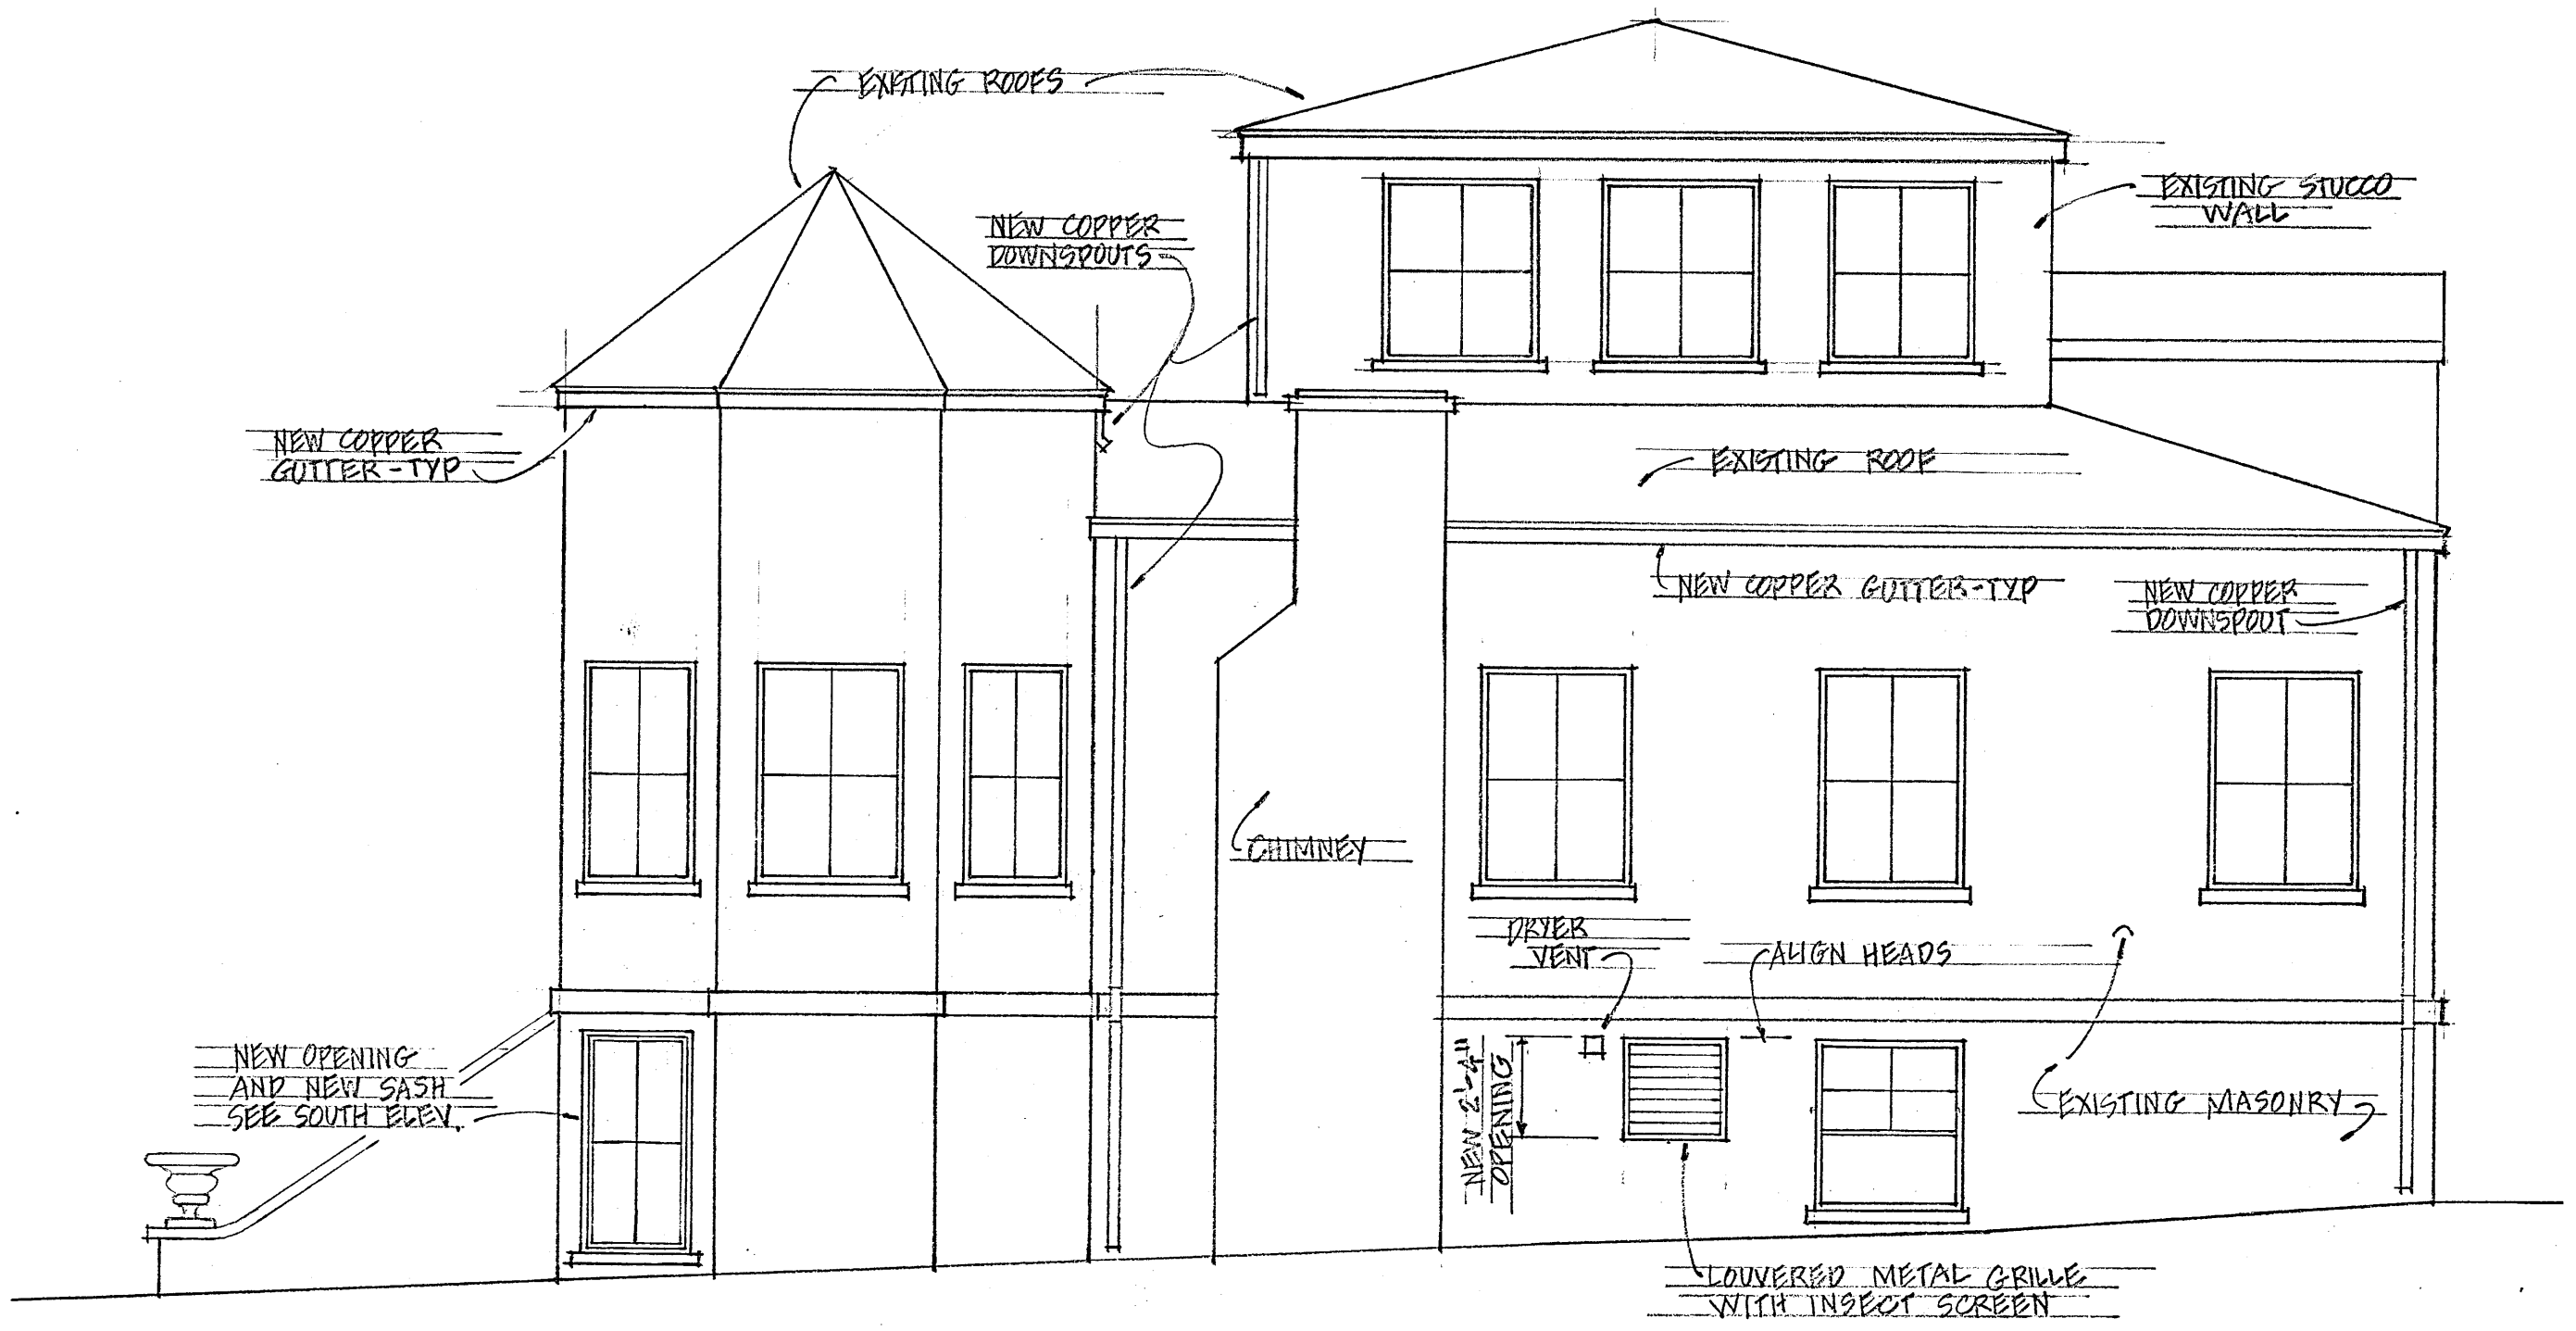 EXISTING ROOFS
EXISTING STUCCO
WALL
NEW COPPER
DOWNSPOUTS
NEW COPPER
GUTTER-TYP
EXISTING ROOF
NEW COPPER GUTTER-TYP
NEW COPPER
DOWNSPOUT
CHIMNEY
DRYER
VENT
ALIGN HEADS
NEW OPENING
AND NEW SASH
SEE SOUTH ELEV.
NEW 2'-4"
OPENING
EXISTING MASONRY
LOUVERED METAL GRILLE
WITH INSECT SCREEN